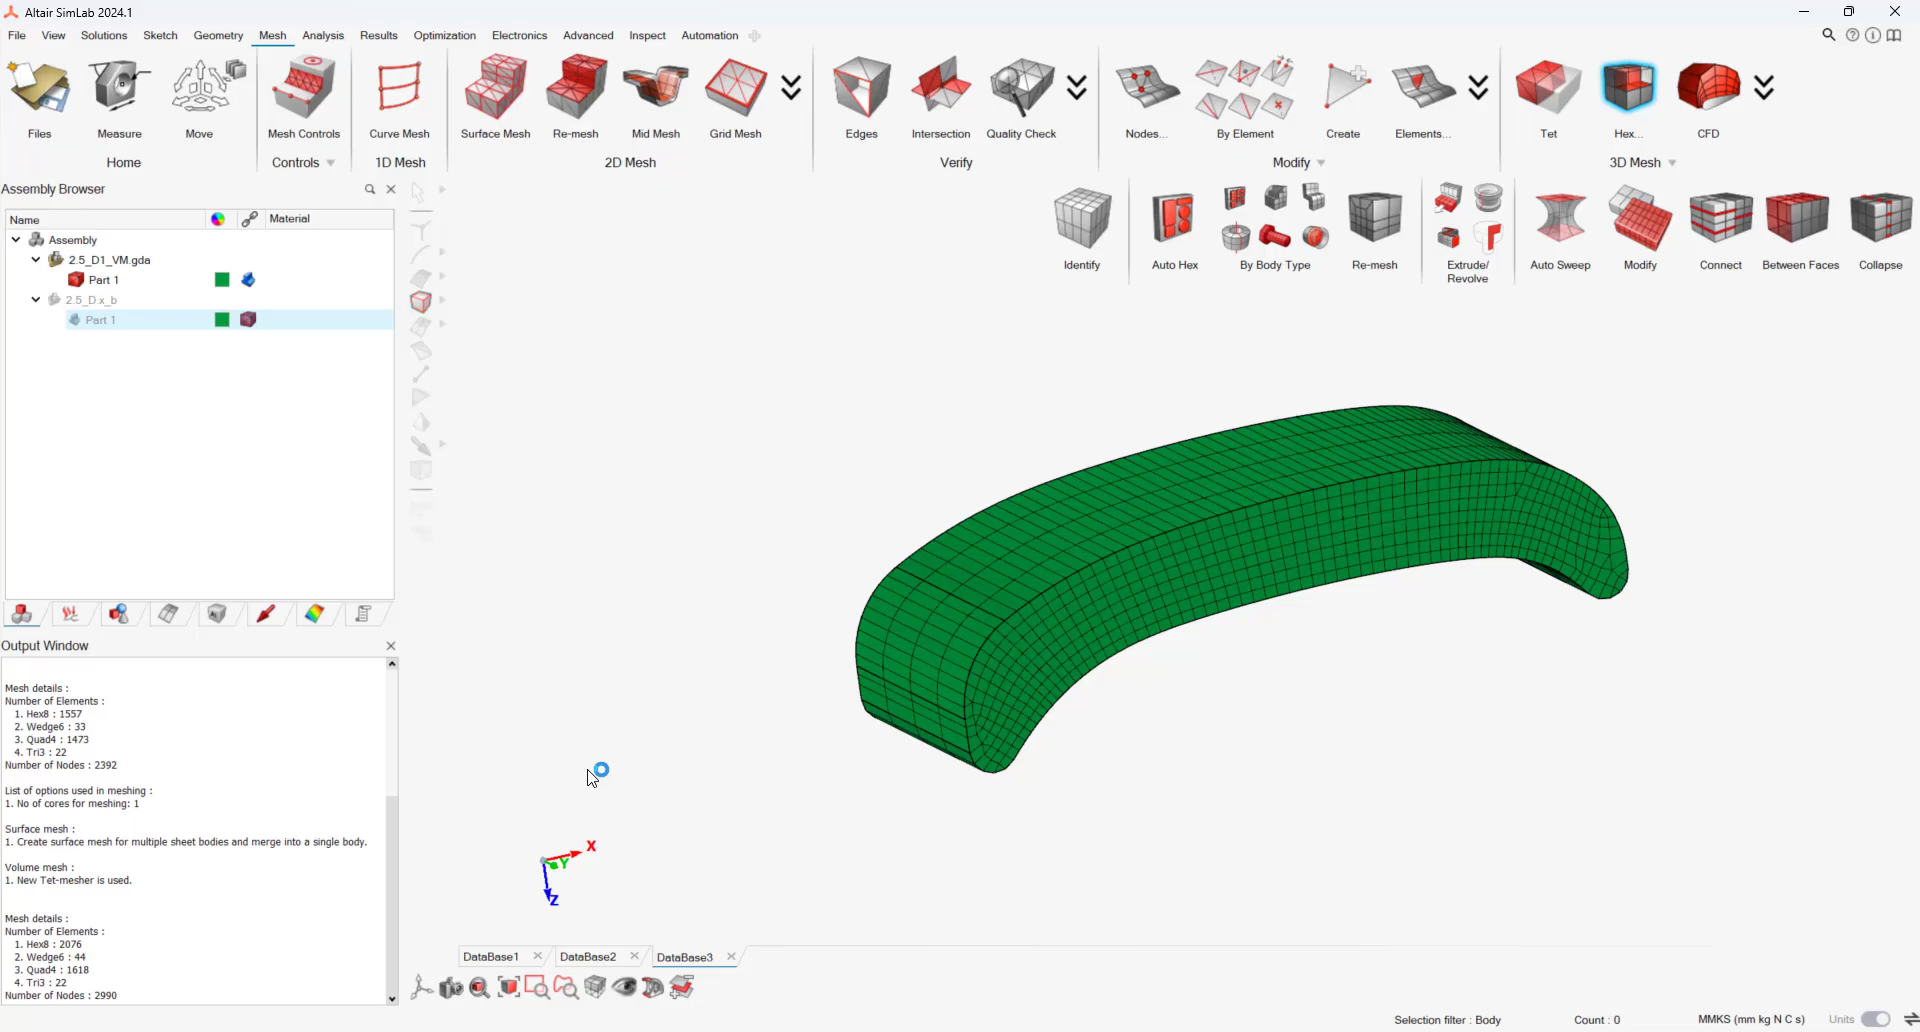 Altair SimLab 2024.1
File View Solutions Sketch Geometry Mesh Analysis Results Optimization Electronics Advanced Inspect Automation
Files Measure Move Mesh Controls Curve Mesh Surface Mesh Re-mesh Mid Mesh Grid Mesh Edges Intersection Quality Check Nodes... By Element Create Elements... Tet Hex... CFD
Home Controls 1D Mesh 2D Mesh Verify Modify 3D Mesh
Identify Auto Hex By Body Type Re-mesh Extrude/ Auto Sweep Modify Connect Between Faces Collapse
Revolve
Assembly Browser
Name Material
Assembly
2.5_D1_VM.gda
Part 1
2.5_D.x_b
Part 1
Output Window
Mesh details :
Number of Elements :
1. Hex8 : 1557
2. Wedge6 : 33
3. Quad4 : 1473
4. Tri3 : 22
Number of Nodes : 2392
List of options used in meshing :
1. No of cores for meshing: 1
Surface mesh :
1. Create surface mesh for multiple sheet bodies and merge into a single body.
Volume mesh :
1. New Tet-mesher is used.
Mesh details :
Number of Elements :
1. Hex8 : 2076
2. Wedge6 : 44
3. Quad4 : 1618
4. Tri3 : 22
Number of Nodes : 2990
X
Y
Z
DataBase1 DataBase2 DataBase3
Selection filter : Body Count : 0 MMKS (mm kg N C s) Units